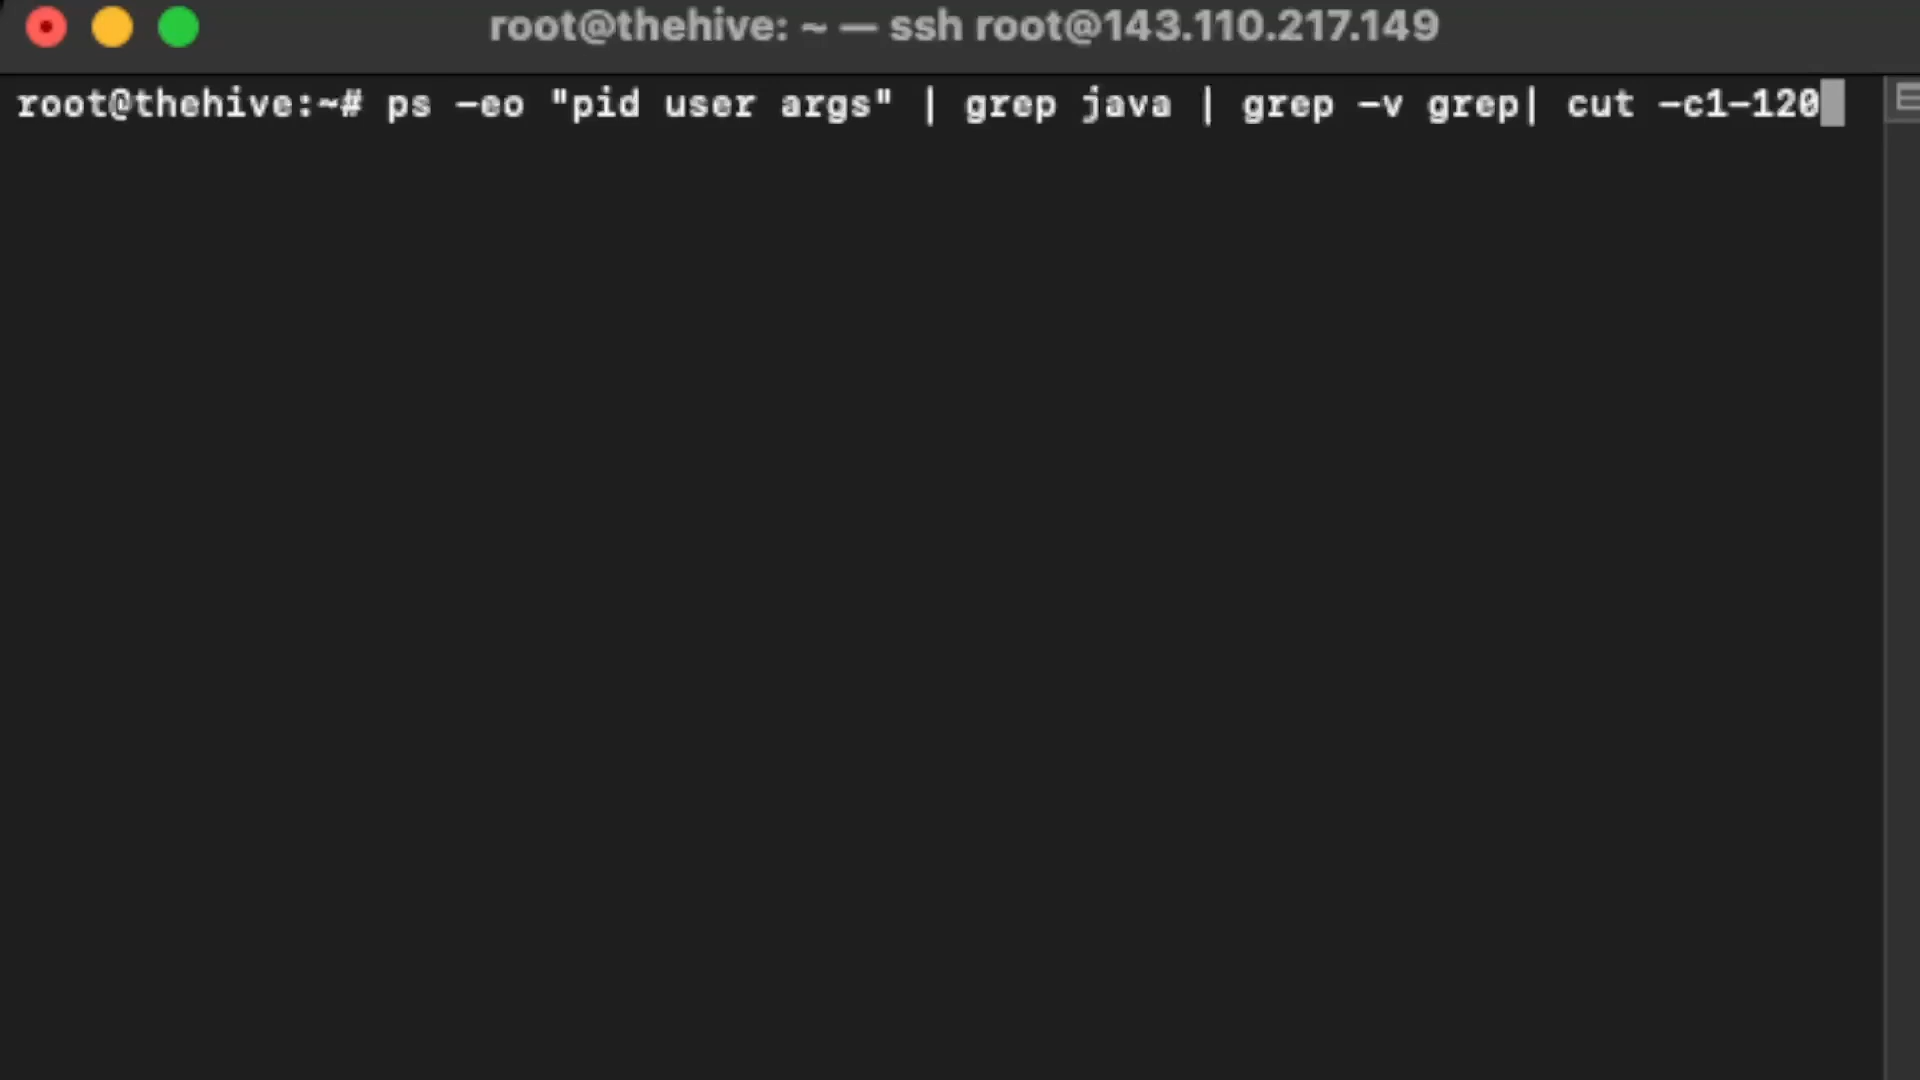 root@thehive: ~ — ssh root@143.110.217.149
root@thehive:~# ps -eo "pid user args" | grep java | grep -v grep| cut -c1-120